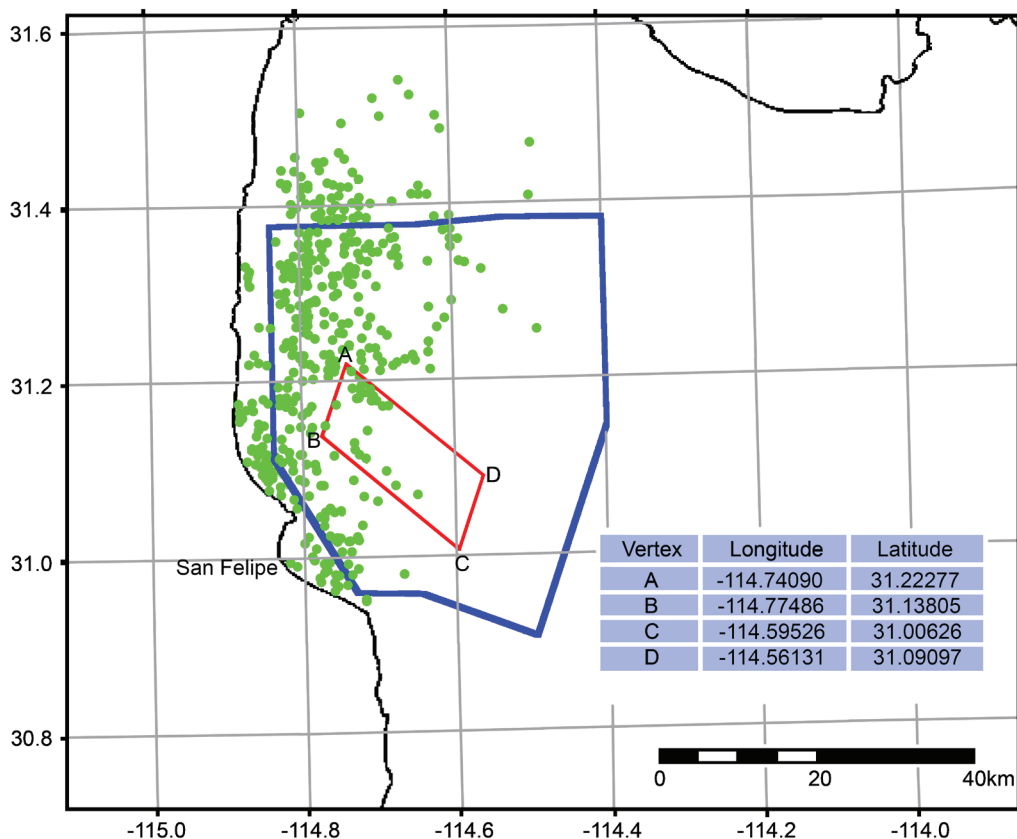 31.6
31.4
A
31.2
B
D
31.0
San Felipe
C
Vertex Longitude Latitude
A -114.74090 31.22277
B -114.77486 31.13805
C -114.59526 31.00626
D -114.56131 31.09097
30.8
0 20 40km
-115.0 -114.8 -114.6 -114.4 -114.2 -114.0